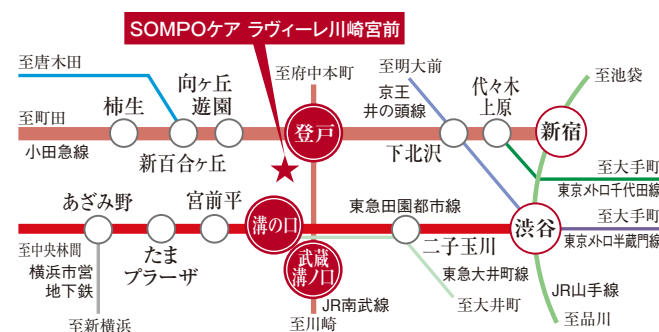 SOMPOケア ラヴィーレ川崎宮前
至唐木田
至府中本町
至明大前
至池袋
向ヶ丘
遊園
京王
井の頭線
代々木
上原
至町田
柿生
登戸
新宿
小田急線
新百合ヶ丘
下北沢
至大手町
東京メトロ千代田線
あざみ野
宮前平
東急田園都市線
溝の口
渋谷
至大手町
東京メトロ半蔵門線
至中央林間
たま
プラーザ
二子玉川
横浜市営
地下鉄
武蔵
溝ノ口
東急大井町線
JR南武線
至大井町
JR山手線
至新横浜
至川崎
至品川